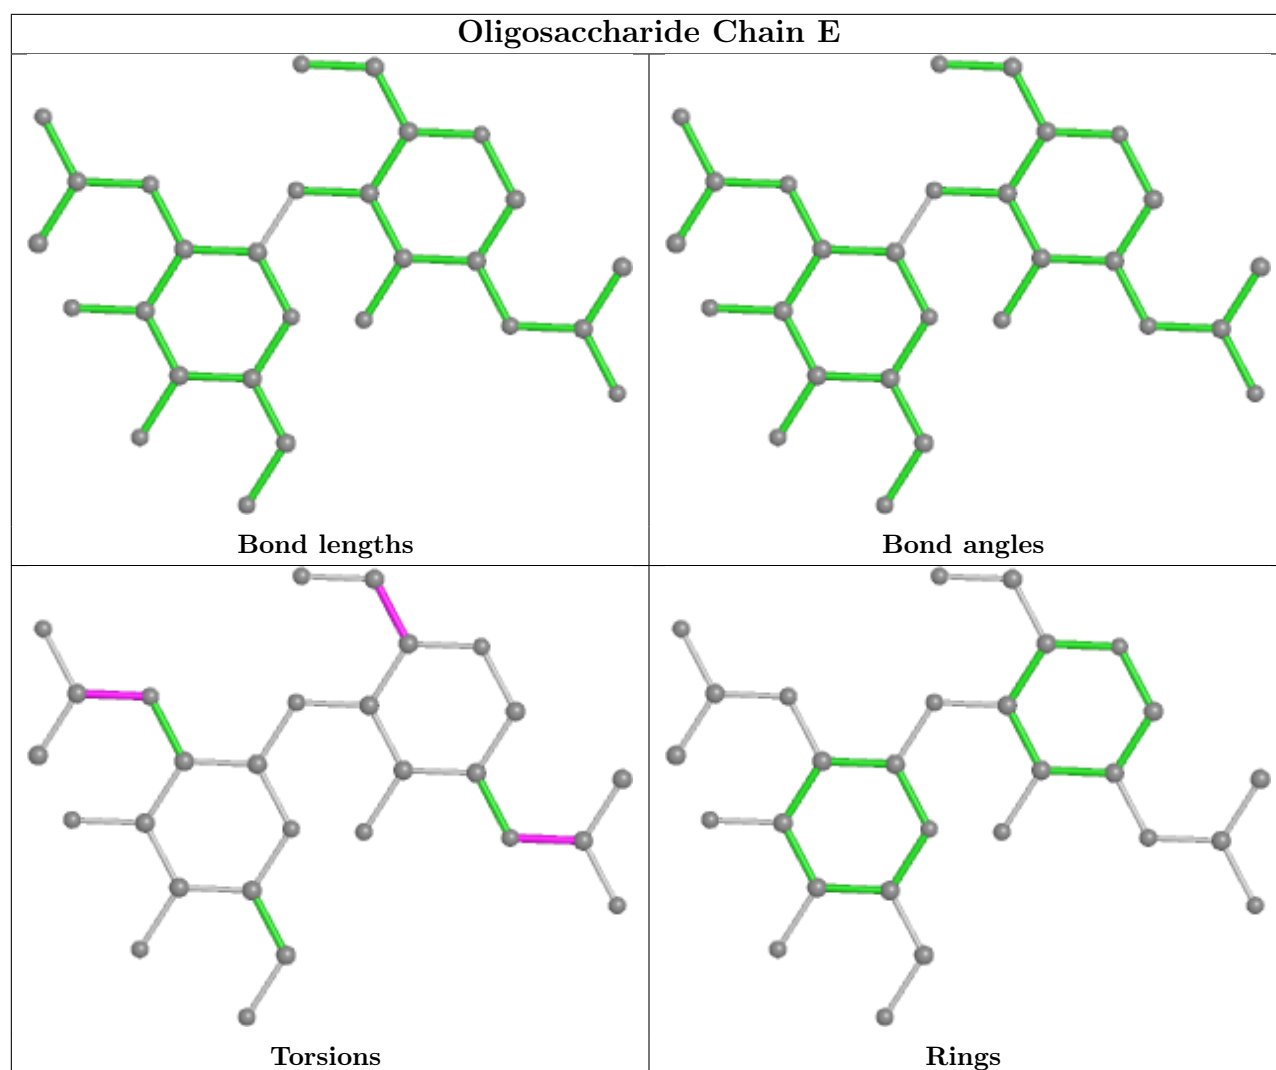 Oligosaccharide Chain E
Bond lengths
Bond angles
Torsions
Rings